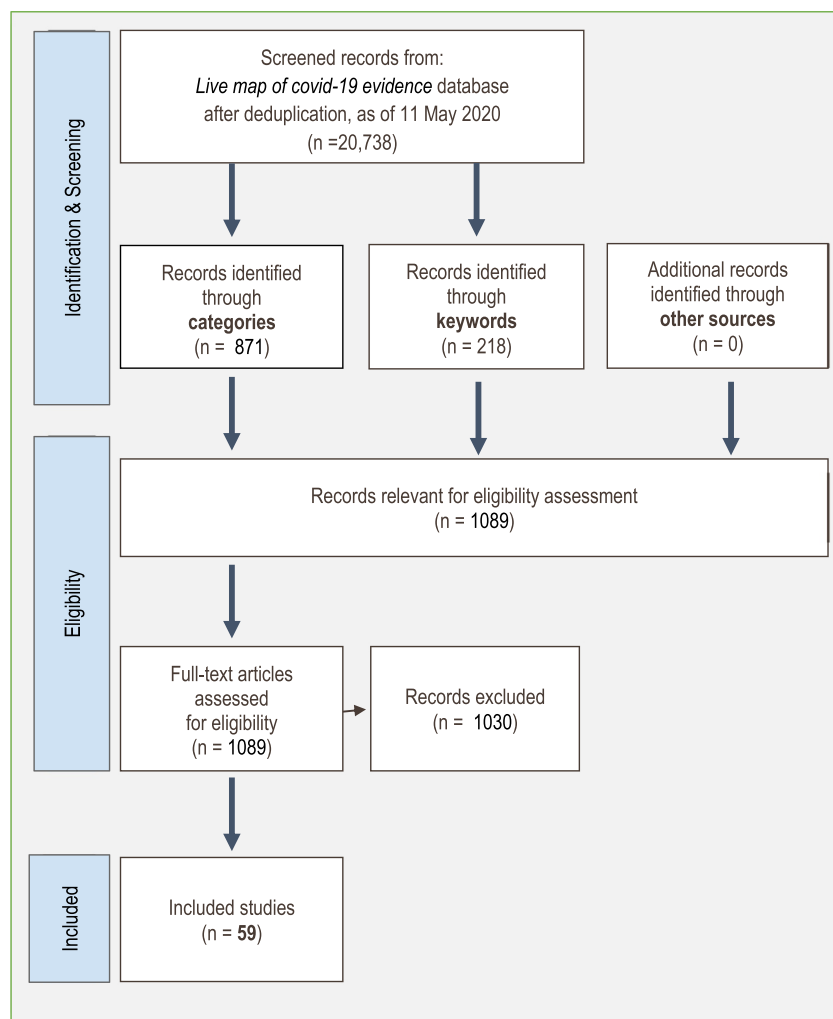 Identification & Screening
Screened records from:
Live map of covid-19 evidence database
after deduplication, as of 11 May 2020
(n =20,738)
Records identified
through
categories
(n = 871)
Records identified
through
keywords
(n = 218)
Additional records
identified through
other sources
(n = 0)
Eligibility
Records relevant for eligibility assessment
(n = 1089)
Full-text articles
assessed
for eligibility
(n = 1089)
Records excluded
(n = 1030)
Included
Included studies
(n = 59)